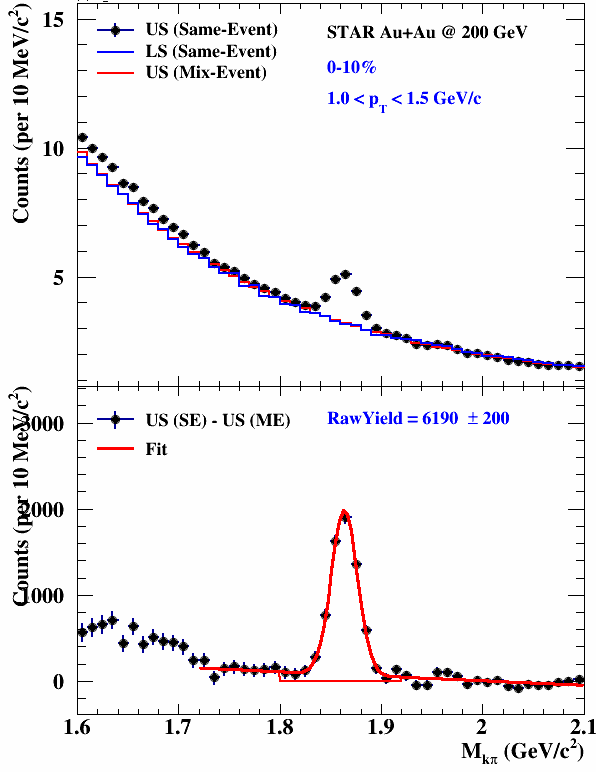 15
10
5
Counts (per 10 MeV/c²)
US (Same-Event)
LS (Same-Event)
US (Mix-Event)
STAR Au+Au @ 200 GeV
0-10%
1.0 < p_T < 1.5 GeV/c
3000
2000
1000
0
Counts (per 10 MeV/c²)
US (SE) - US (ME)
Fit
RawYield = 6190 ± 200
1.6 1.7 1.8 1.9 2 2.1
M_kπ (GeV/c²)